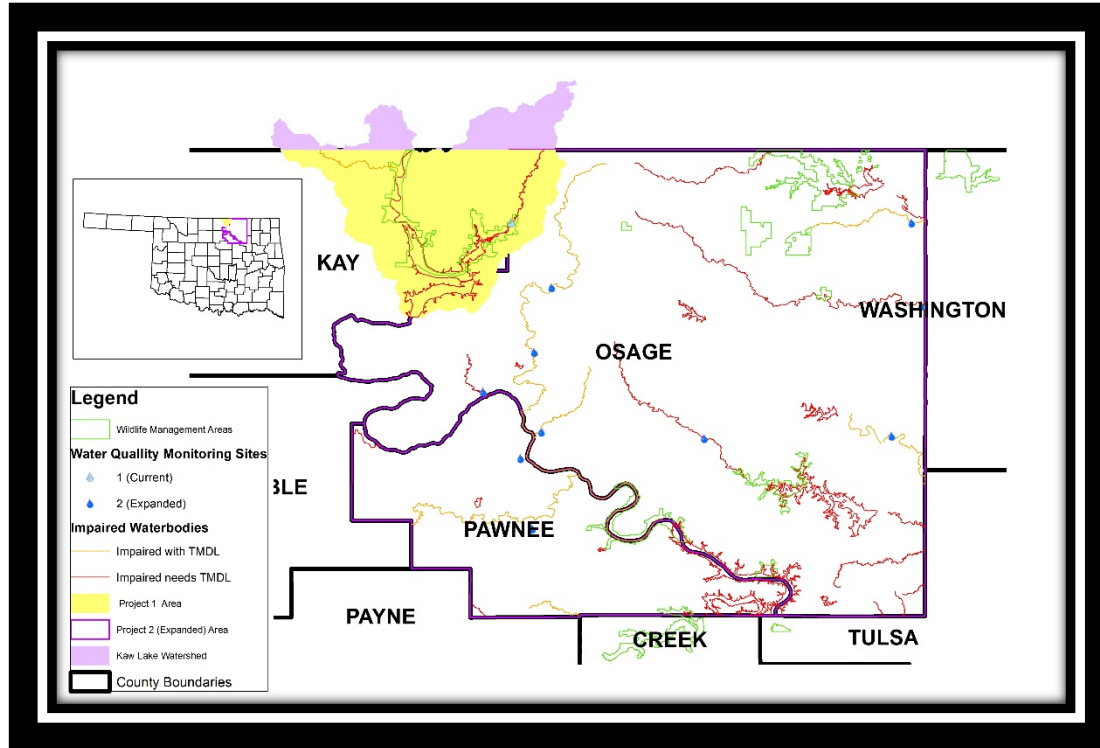 KAY
WASHINGTON
OSAGE
Legend
Wildlife Management Areas
Water Quallity Monitoring Sites
1 (Current)
2 (Expanded)
BLE
Impaired Waterbodies
PAWNEE
Impaired with TMDL
Impaired needs TMDL
Project 1 Area
PAYNE
Project 2 (Expanded) Area
CREEK
TULSA
Kaw Lake Watershed
County Boundaries